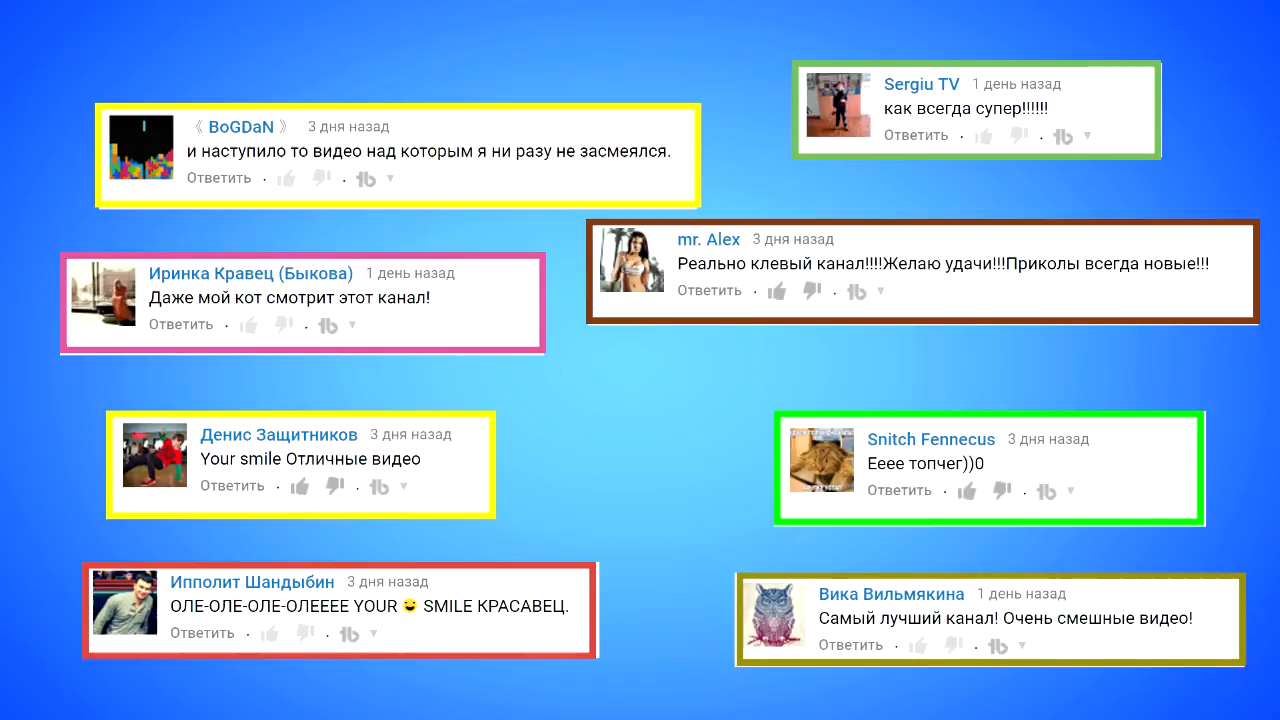 《 BoGDaN 》 3 дня назад
и наступило то видео над которым я ни разу не засмеялся.
Ответить
Sergiu TV 1 день назад
как всегда супер!!!!!!
Ответить
Иринка Кравец (Быкова) 1 день назад
Даже мой кот смотрит этот канал!
Ответить
mr. Alex 3 дня назад
Реально клевый канал!!!!Желаю удачи!!!Приколы всегда новые!!!
Ответить
Денис Защитников 3 дня назад
Your smile Отличные видео
Ответить
Snitch Fennecus 3 дня назад
Ееее топчег))0
Ответить
Ипполит Шандыбин 3 дня назад
ОЛЕ-ОЛЕ-ОЛЕ-ОЛЕЕЕЕ YOUR 😀 SMILE КРАСАВЕЦ.
Ответить
Вика Вильмякина 1 день назад
Самый лучший канал! Очень смешные видео!
Ответить